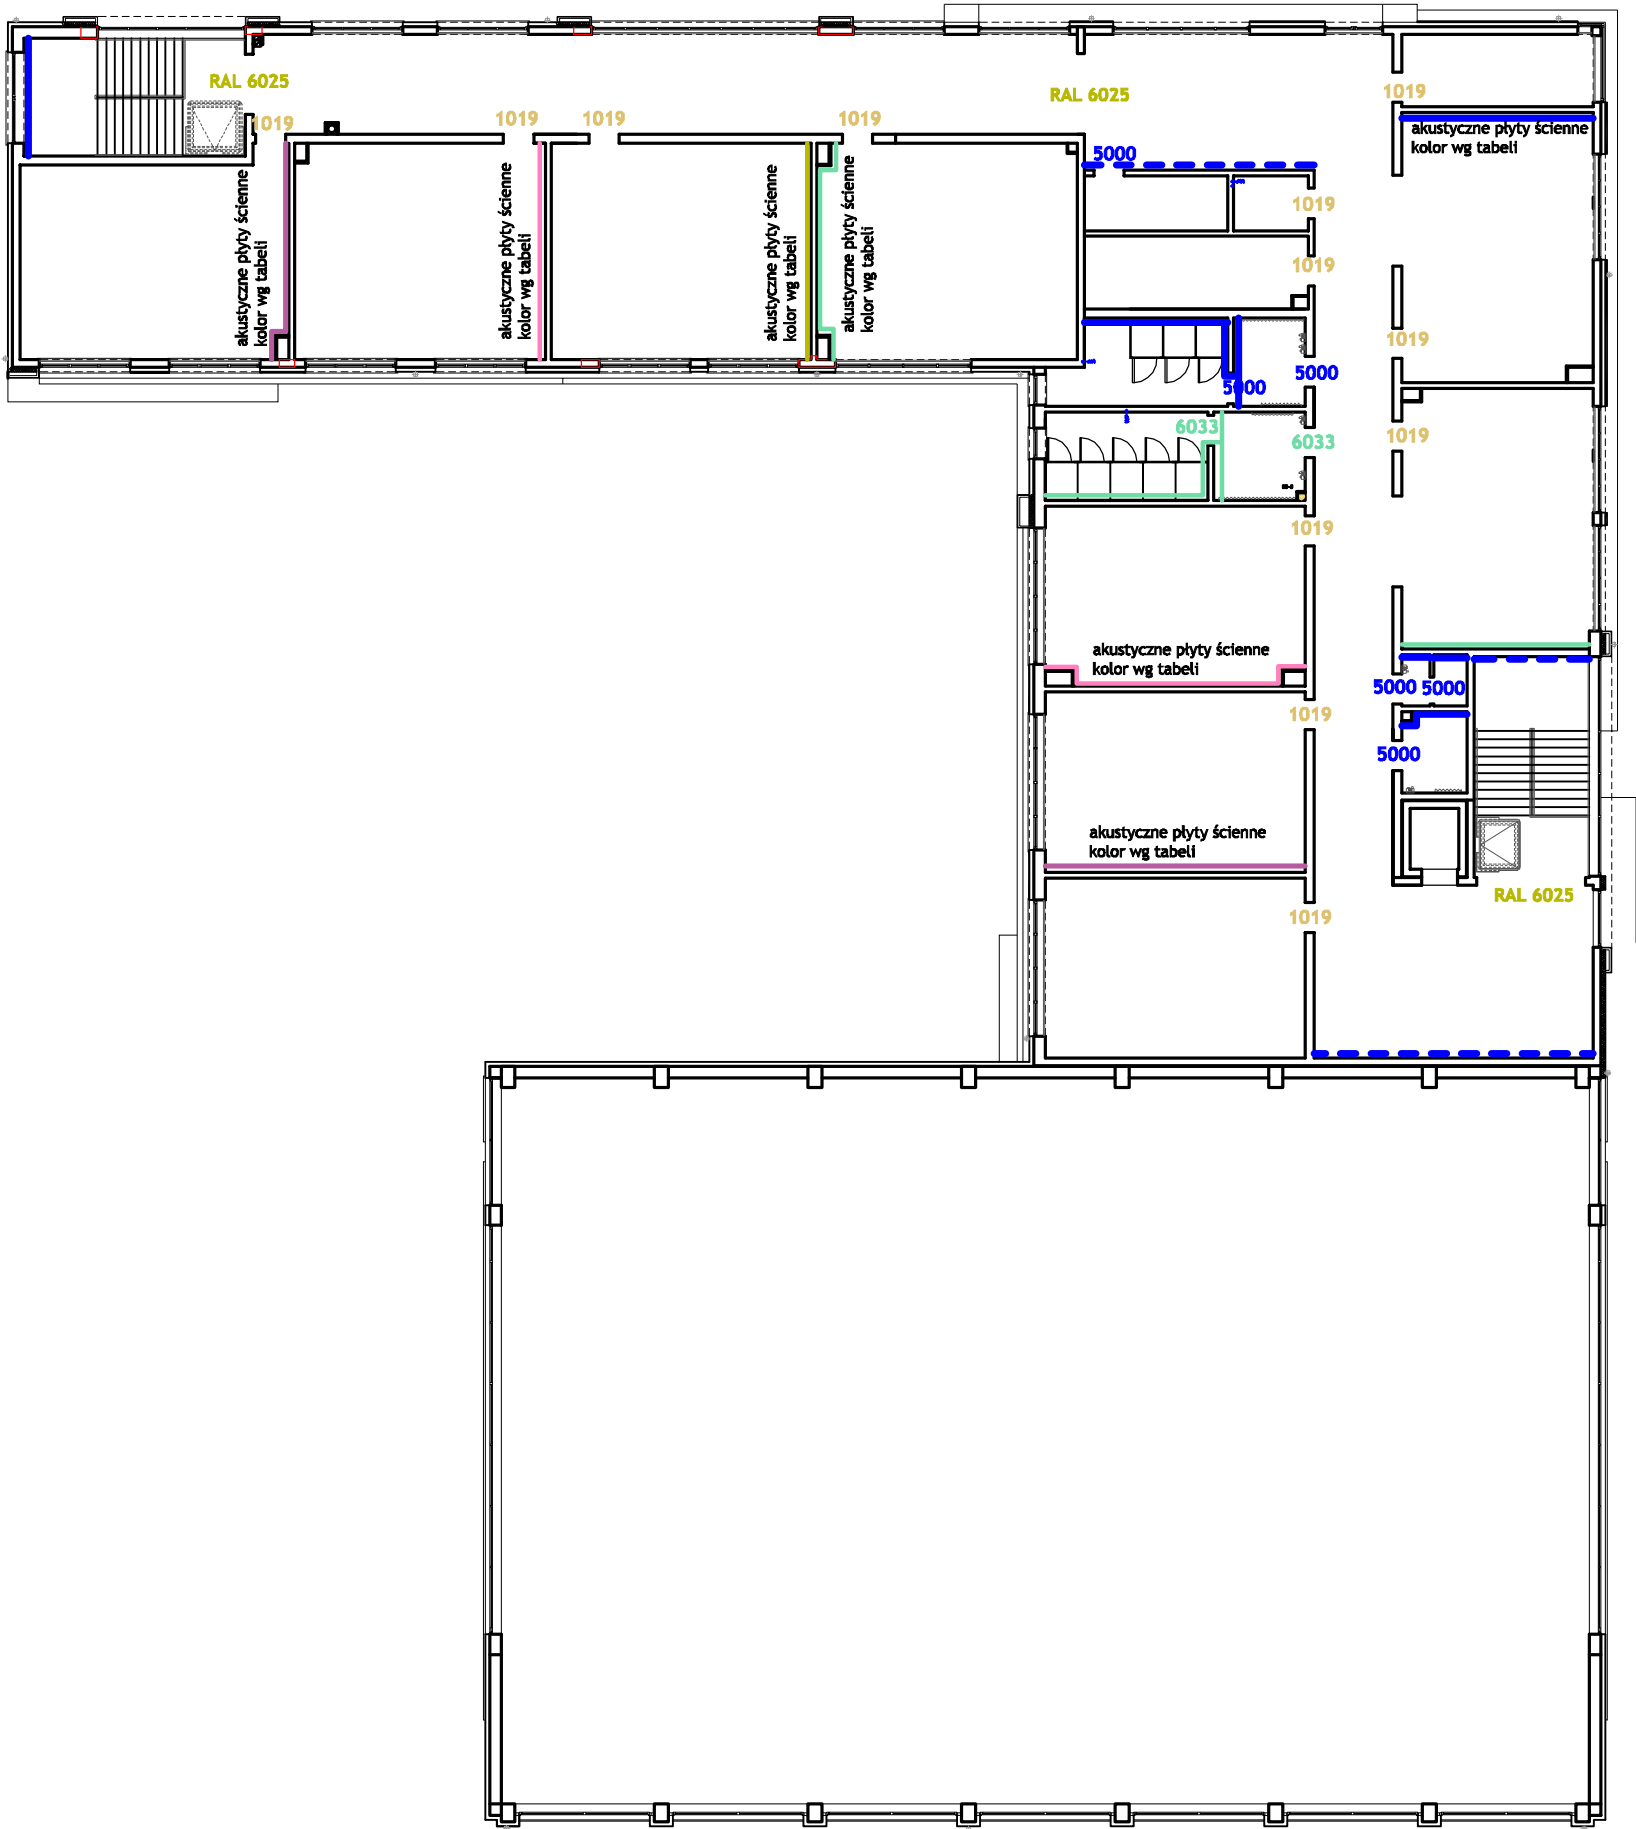 RAL 6025
RAL 6025
1019
1019
1019
1019
1019
akustyczne płyty ścienne
kolor wg tabeli
5000
akustyczne płyty ścienne
kolor wg tabeli
akustyczne płyty ścienne
kolor wg tabeli
akustyczne płyty ścienne
kolor wg tabeli
akustyczne płyty ścienne
kolor wg tabeli
1019
1019
1019
5000
5000
6033
6033
1019
1019
akustyczne płyty ścienne
kolor wg tabeli
5000
5000
1019
5000
akustyczne płyty ścienne
kolor wg tabeli
RAL 6025
1019